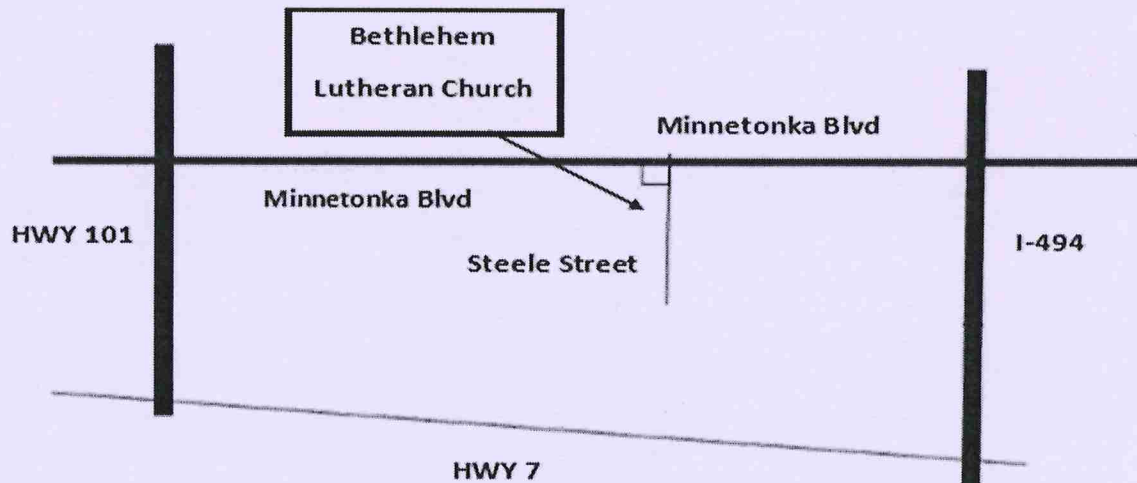 Bethlehem
Lutheran Church
Minnetonka Blvd
Minnetonka Blvd
HWY 101
I-494
Steele Street
HWY 7